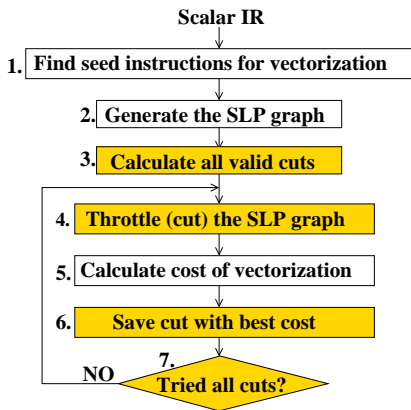 Scalar IR
1. Find seed instructions for vectorization
2. Generate the SLP graph
3. Calculate all valid cuts
4. Throttle (cut) the SLP graph
5. Calculate cost of vectorization
6. Save cut with best cost
7.
NO
Tried all cuts?